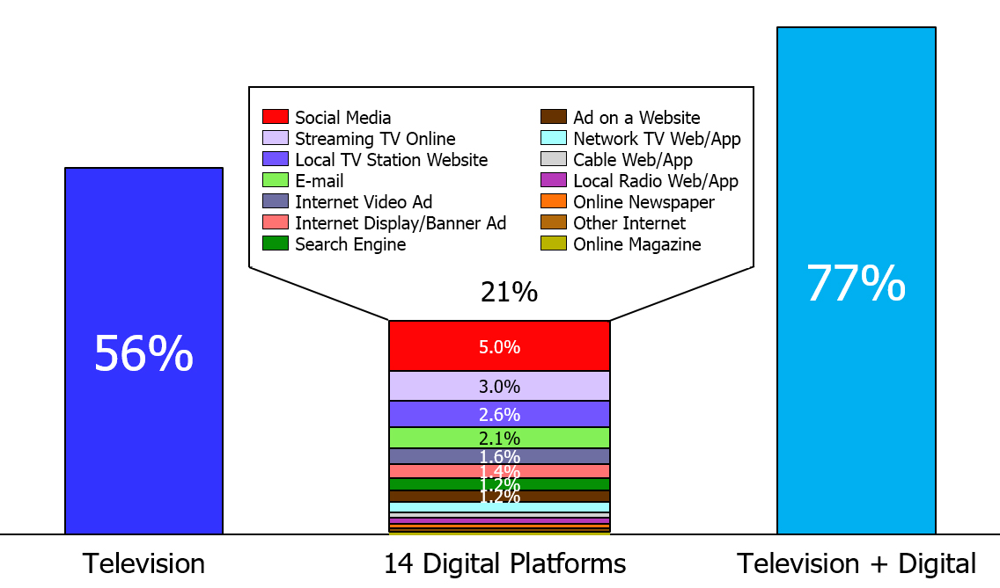 Social Media
Streaming TV Online
Local TV Station Website
E-mail
Internet Video Ad
Internet Display/Banner Ad
Search Engine
Ad on a Website
Network TV Web/App
Cable Web/App
Local Radio Web/App
Online Newspaper
Other Internet
Online Magazine
21%
56%
5.0%
3.0%
2.6%
2.1%
1.6%
1.4%
1.2%
1.2%
77%
Television
14 Digital Platforms
Television + Digital